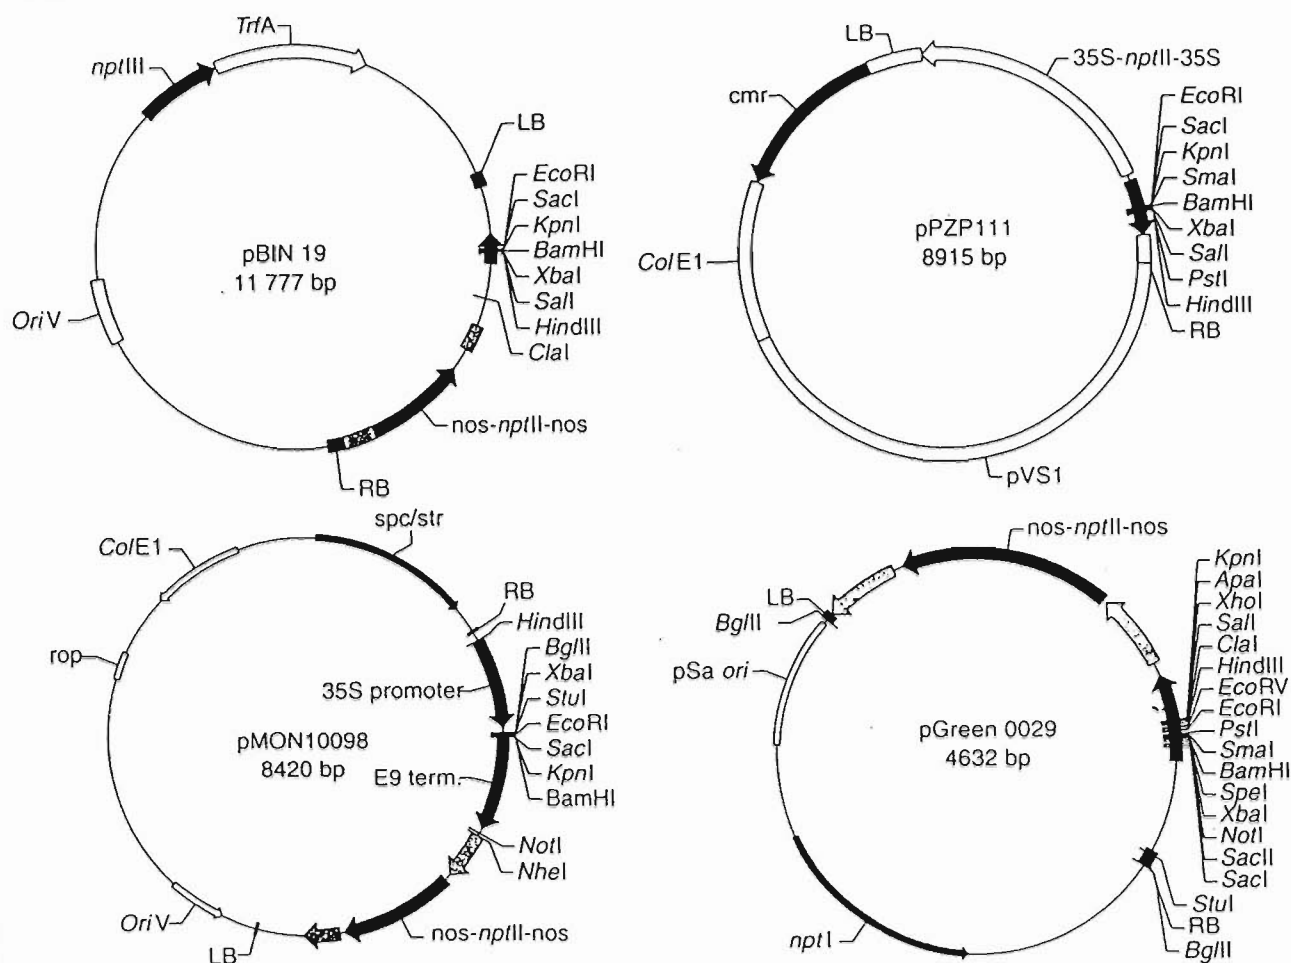 TrfA
nptIII
LB
EcoRI
SacI
KpnI
BamHI
XbaI
SalI
HindIII
ClaI
pBIN 19
11 777 bp
OriV
nos-nptII-nos
RB
LB
35S-nptII-35S
cmr
EcoRI
SacI
KpnI
SmaI
BamHI
XbaI
SalI
PstI
HindIII
RB
pPZP111
8915 bp
ColE1
pVS1
spc/str
ColE1
RB
HindIII
BglII
XbaI
StuI
EcoRI
SacI
KpnI
BamHI
rop
35S promoter
pMON10098
8420 bp
E9 term.
NotI
NheI
OriV
LB
nos-nptII-nos
nos-nptII-nos
LB
BglII
pSa ori
KpnI
ApaI
XhoI
SalI
ClaI
HindIII
EcoRV
EcoRI
PstI
SmaI
BamHI
SpeI
XbaI
NotI
SacII
SacI
pGreen 0029
4632 bp
StuI
RB
BglII
nptI